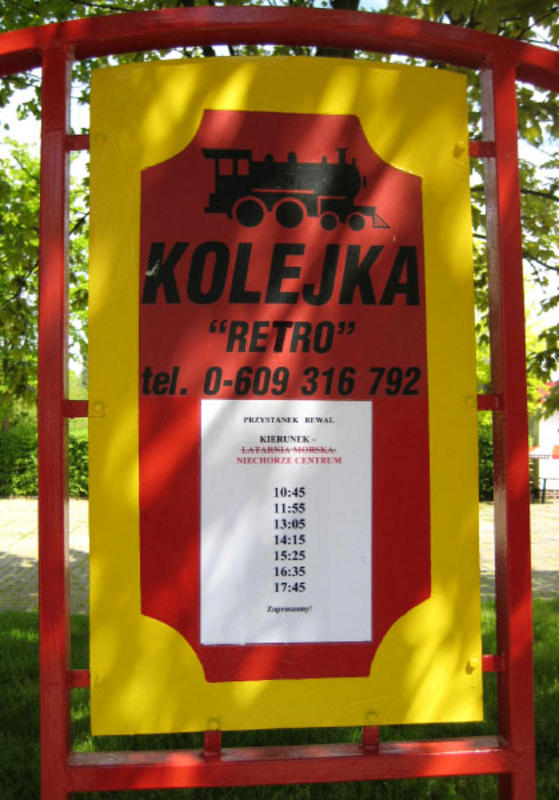 KOLEJKA
"RETRO"
tel. 0-609 316 792
PRZYSTANEK REWAL
KIERUNEK –
LATARNIA MORSKA
NIECHORZE CENTRUM
10:45
11:55
13:05
14:15
15:25
16:35
17:45
Zapraszamy!